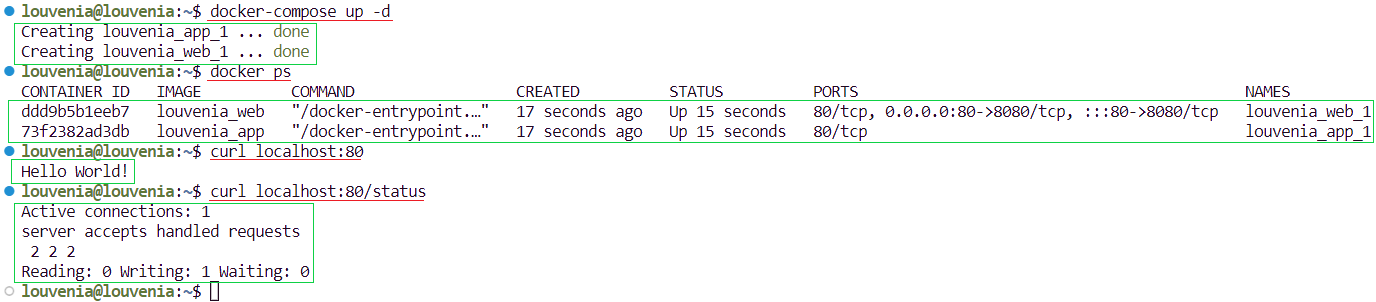 louvenia@louvenia:~$ docker-compose up -d
Creating louvenia_app_1 ... done
Creating louvenia_web_1 ... done
louvenia@louvenia:~$ docker ps
CONTAINER ID   IMAGE          COMMAND                  CREATED          STATUS          PORTS                                             NAMES
ddd9b5b1eeb7   louvenia_web   "/docker-entrypoint.…"   17 seconds ago   Up 15 seconds   80/tcp, 0.0.0.0:80->8080/tcp, :::80->8080/tcp   louvenia_web_1
73f2382ad3db   louvenia_app   "/docker-entrypoint.…"   17 seconds ago   Up 15 seconds   80/tcp                                            louvenia_app_1
louvenia@louvenia:~$ curl localhost:80
Hello World!
louvenia@louvenia:~$ curl localhost:80/status
Active connections: 1
server accepts handled requests
 2 2 2
Reading: 0 Writing: 1 Waiting: 0
louvenia@louvenia:~$